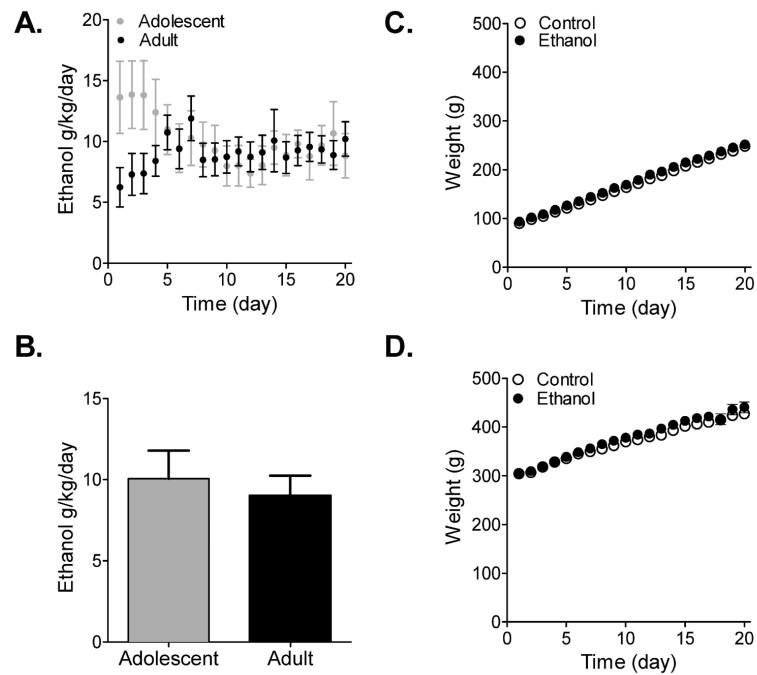 A.
Adolescent
Adult
Ethanol g/kg/day
20
15
10
5
0
0 5 10 15 20
Time (day)
C.
Control
Ethanol
Weight (g)
500
400
300
200
100
0
0 5 10 15 20
Time (day)
B.
Ethanol g/kg/day
15
10
5
0
Adolescent Adult
D.
Control
Ethanol
Weight (g)
500
400
300
200
100
0
0 5 10 15 20
Time (day)